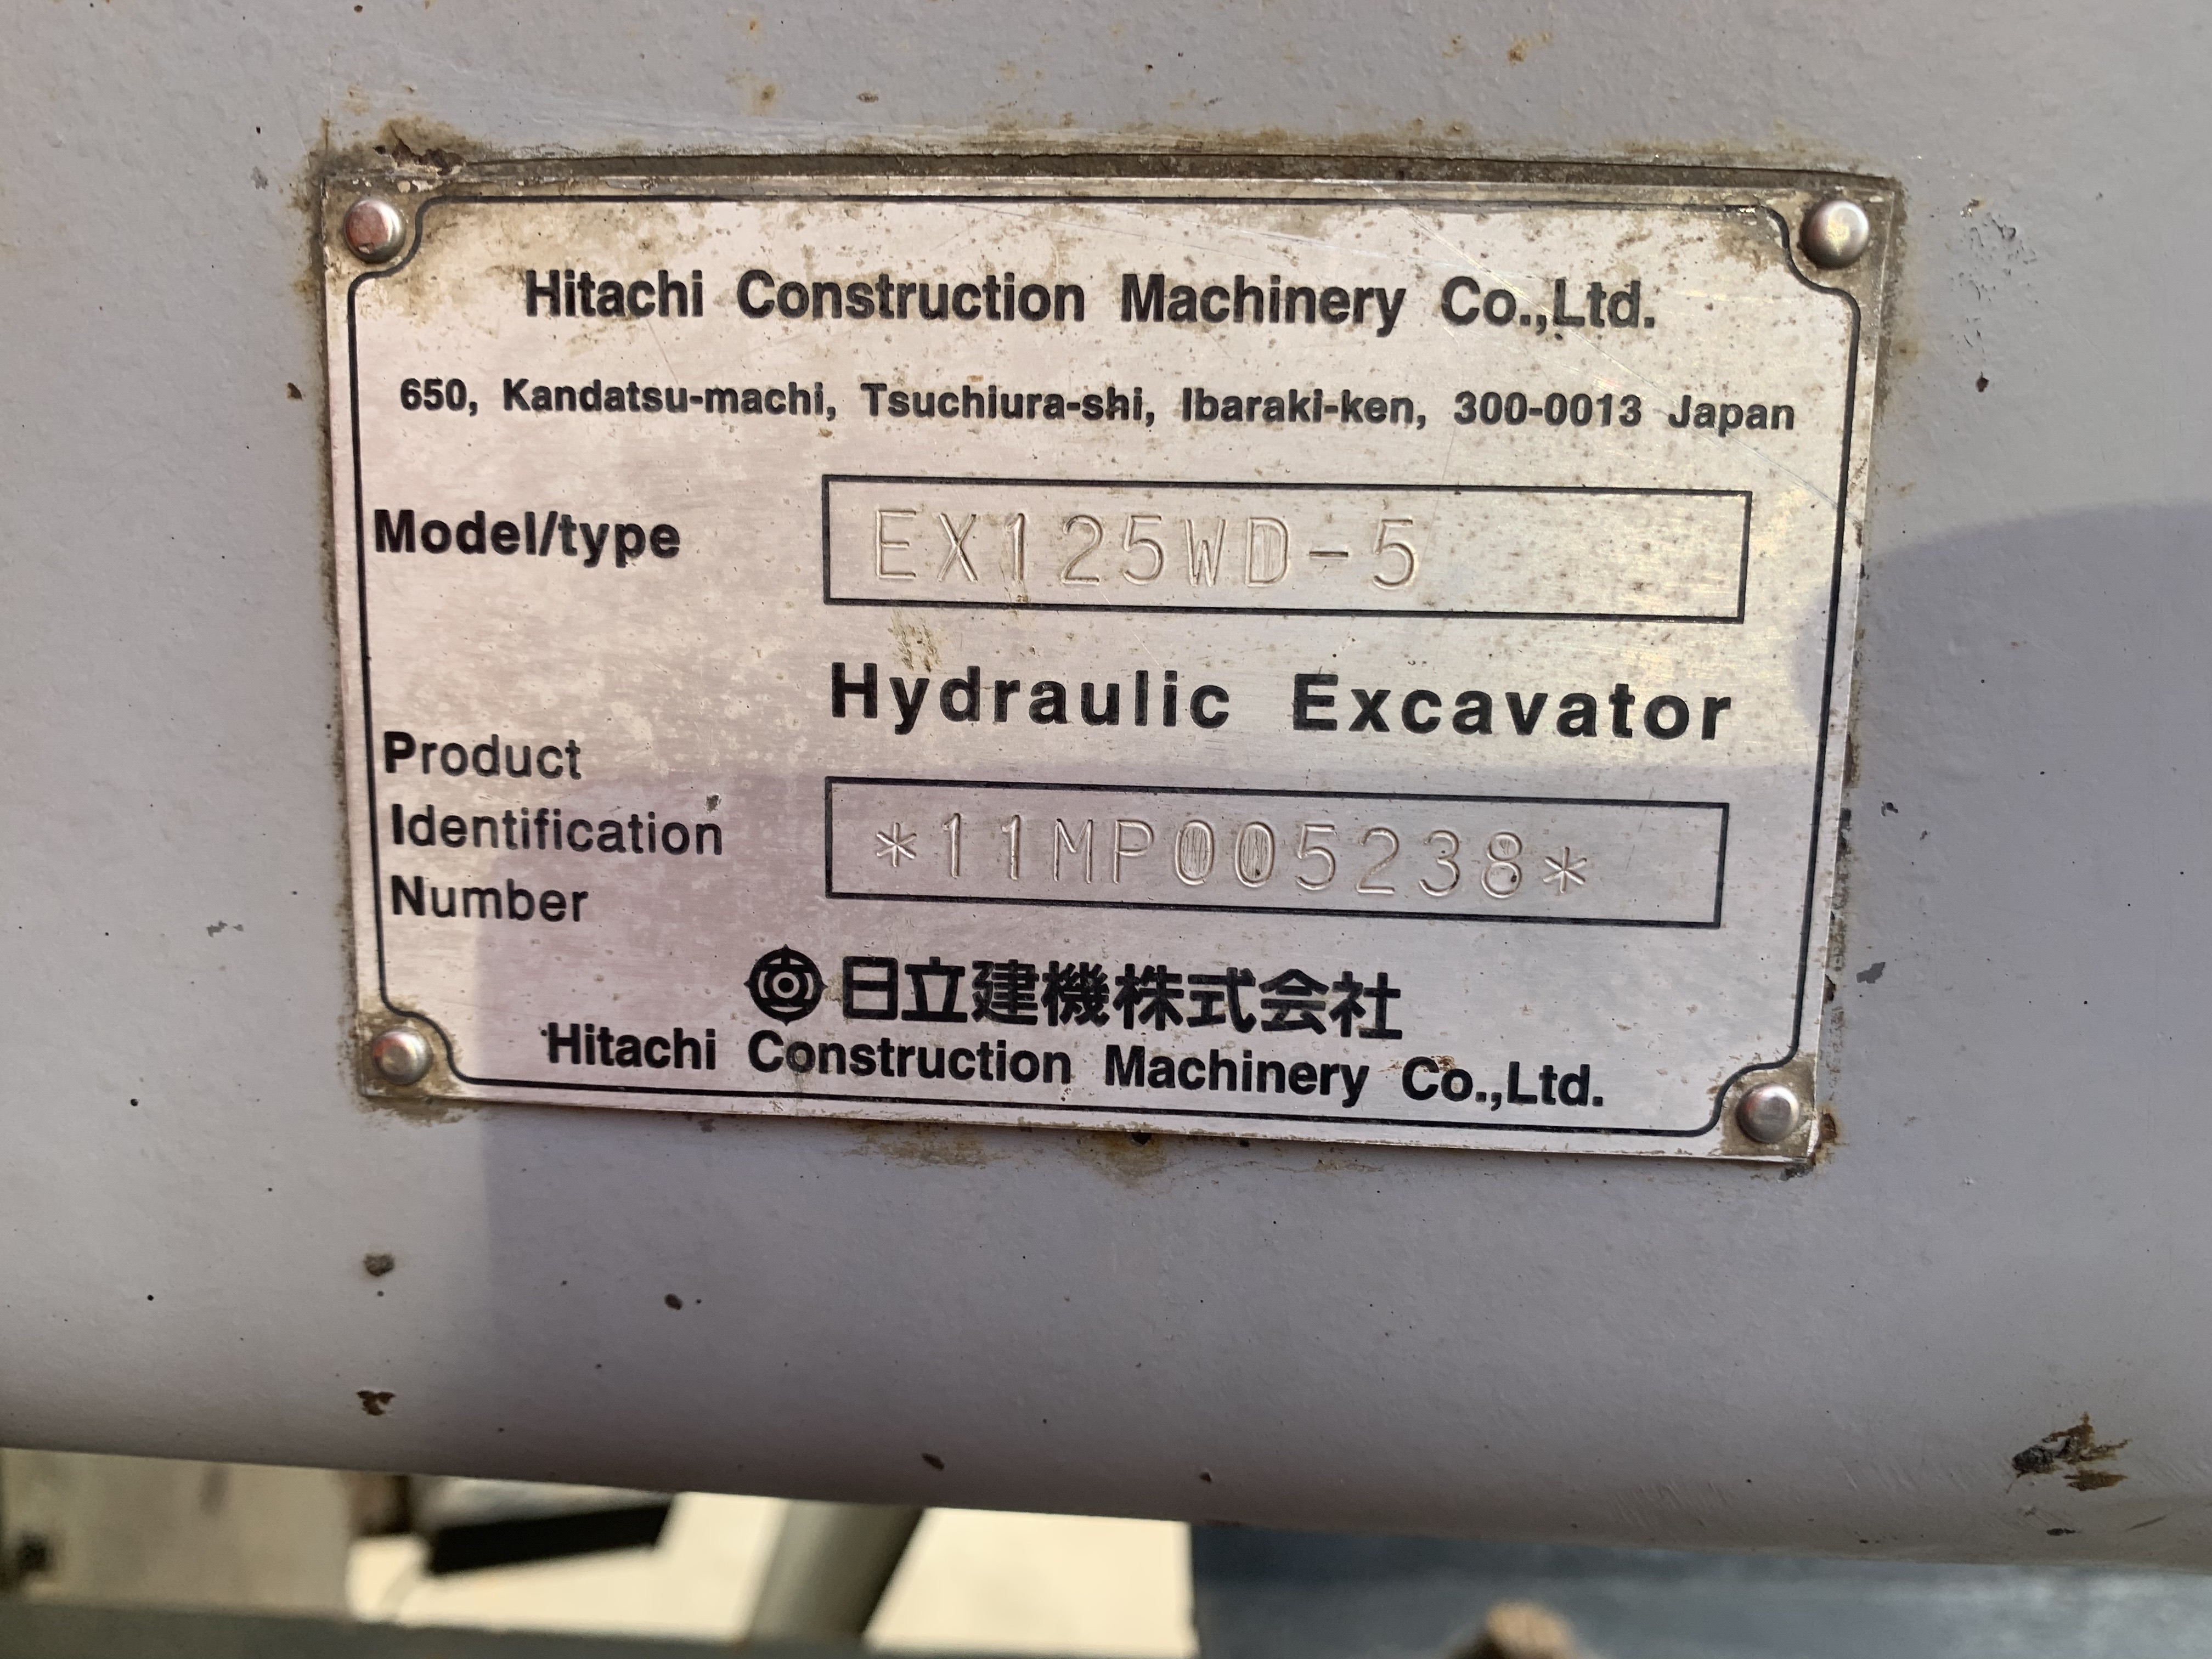 Hitachi Construction Machinery Co.,Ltd.
650, Kandatsu-machi, Tsuchiura-shi, Ibaraki-ken, 300-0013 Japan
Model/type EX125WD-5
Hydraulic Excavator
Product
Identification
Number
*11MP005238*
日立建機株式会社
Hitachi Construction Machinery Co.,Ltd.